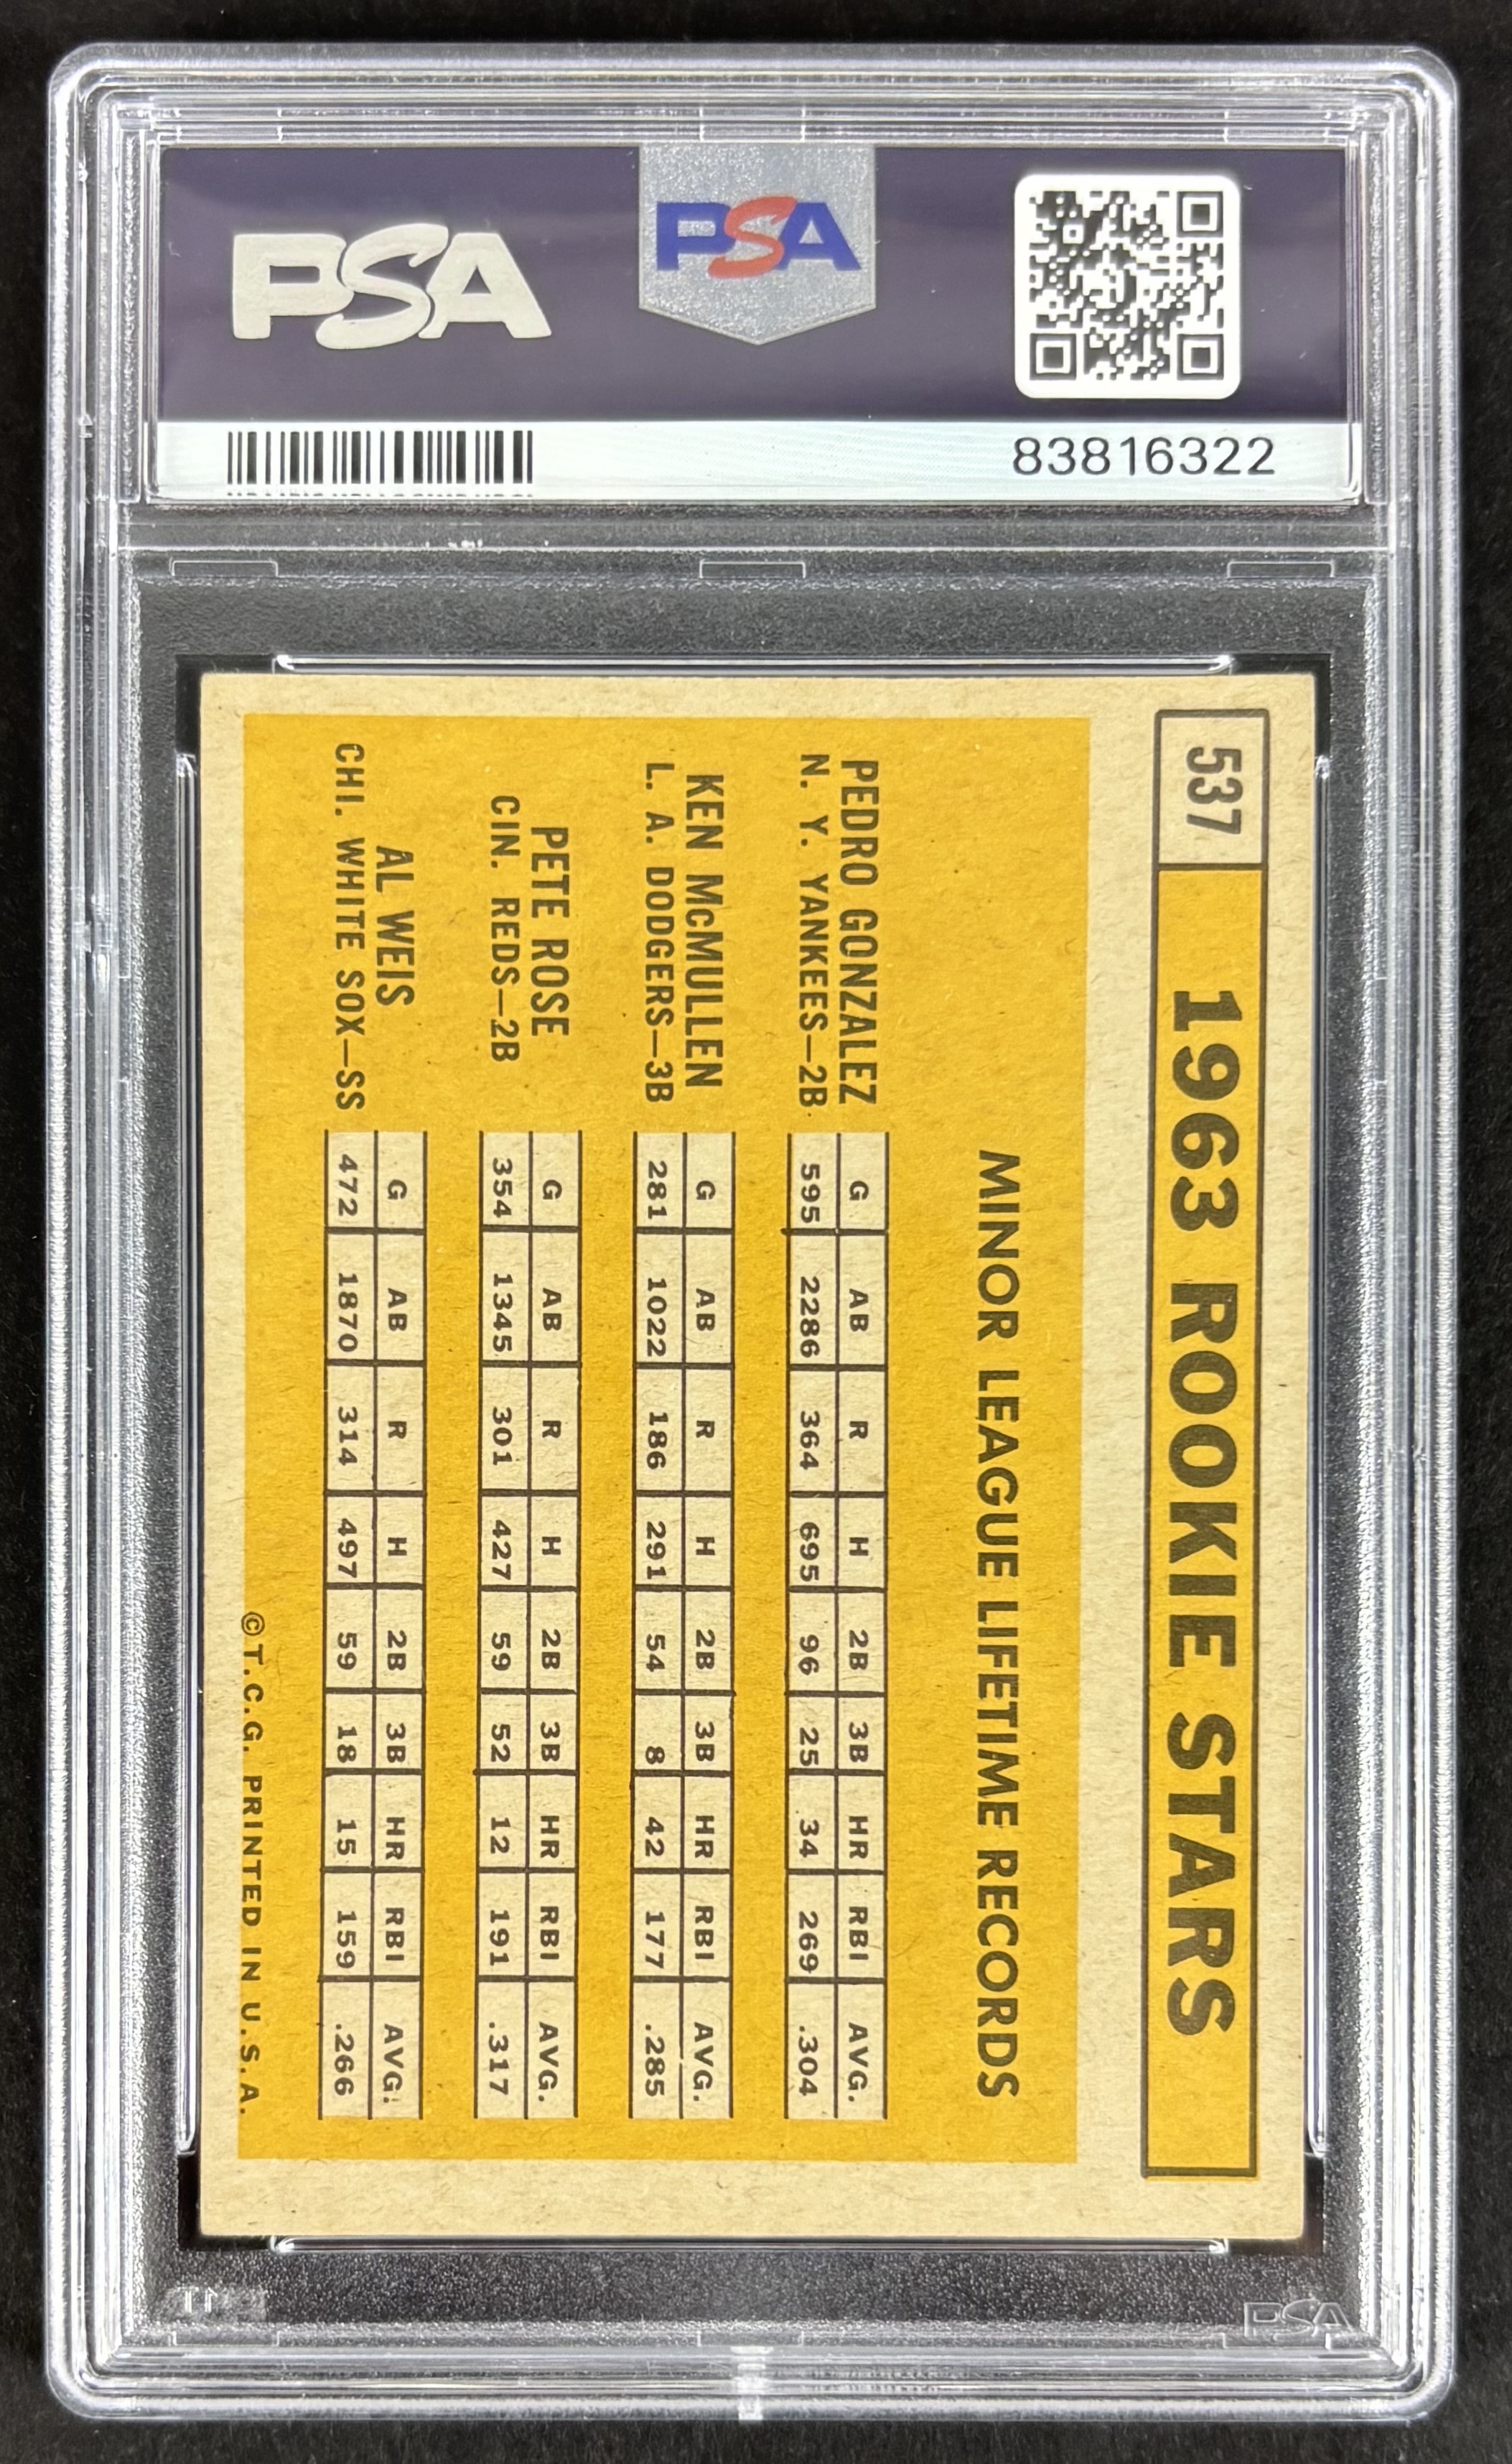 PSA
PSA
83816322
537
1963 ROOKIE STARS
MINOR LEAGUE LIFETIME RECORDS
PEDRO GONZALEZ
N. Y. YANKEES—2B
G AB R H 2B 3B HR RBI AVG.
595 2286 364 695 96 25 34 269 .304
KEN McMULLEN
L. A. DODGERS—3B
G AB R H 2B 3B HR RBI AVG.
281 1022 186 291 54 8 42 177 .285
PETE ROSE
CIN. REDS—2B
G AB R H 2B 3B HR RBI AVG.
354 1345 301 427 59 52 12 191 .317
AL WEIS
CHI. WHITE SOX—SS
G AB R H 2B 3B HR RBI AVG.
472 1870 314 497 59 18 15 159 .266
©T.C.G. PRINTED IN U.S.A.
PSA